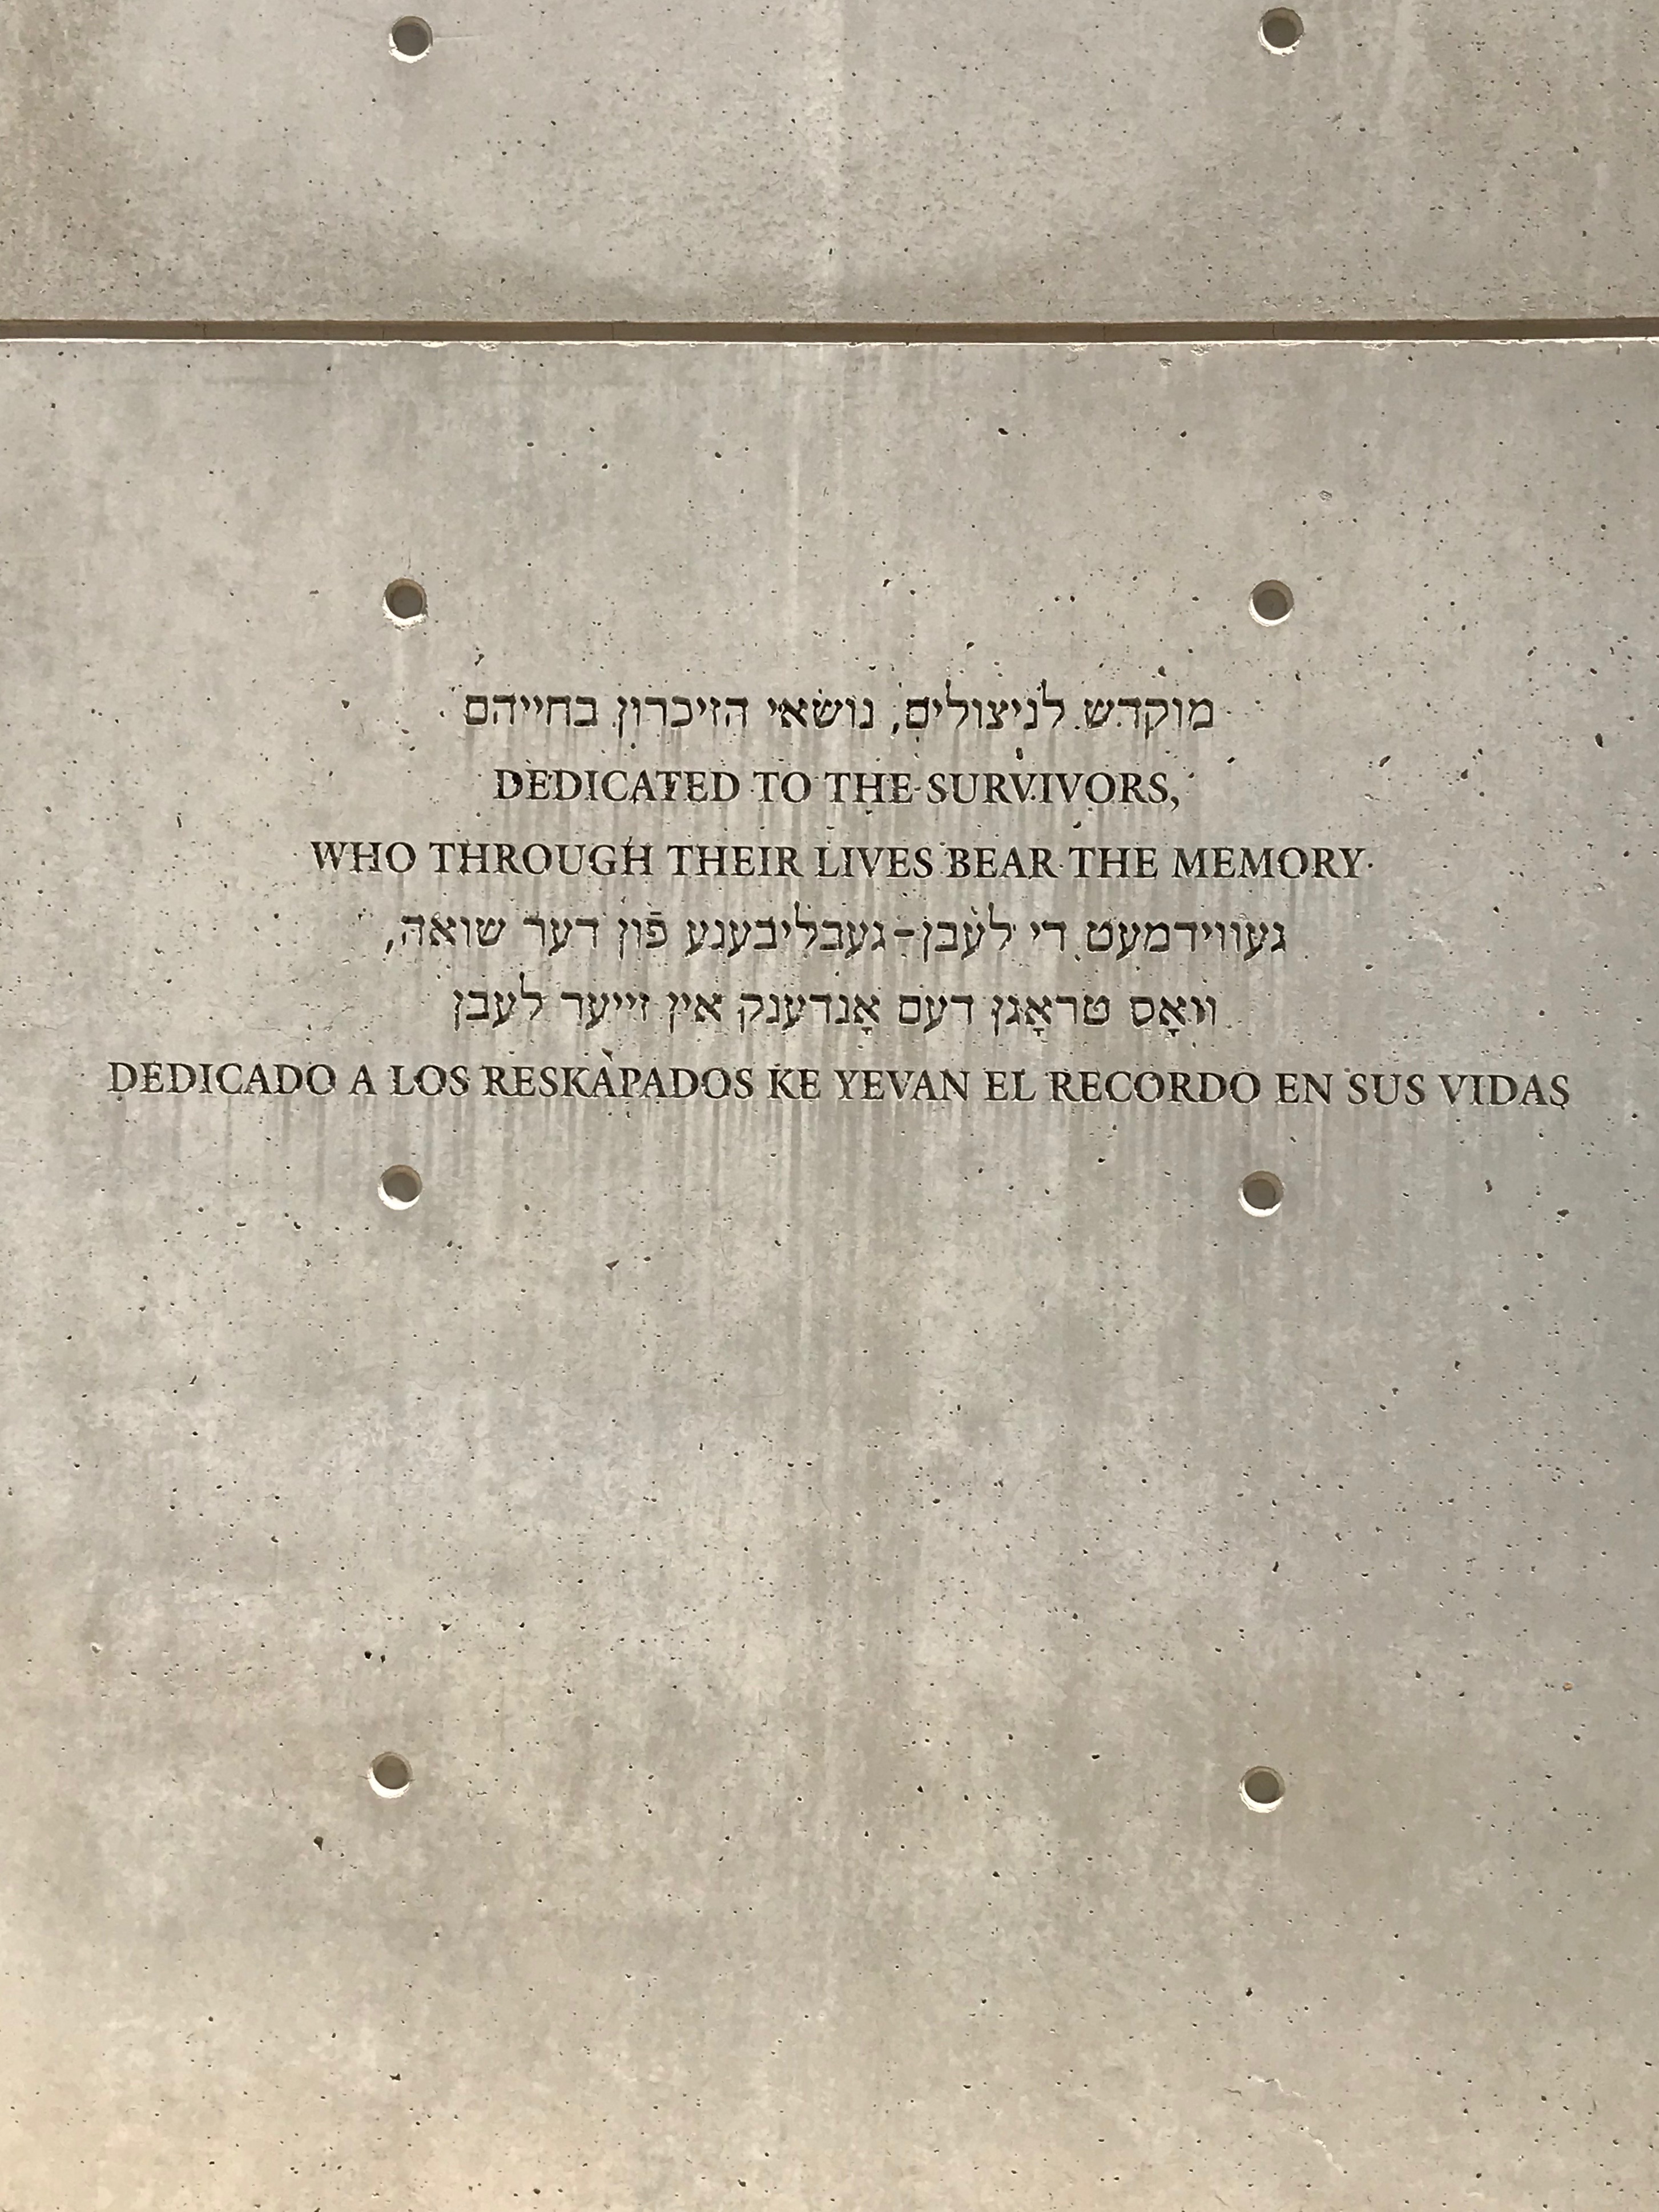 מוקדש לניצולים, נושאי הזיכרון בחייהם
DEDICATED TO THE SURVIVORS,
WHO THROUGH THEIR LIVES BEAR THE MEMORY
געווידמעט די לעבן-געבליבענע פֿון דער שואה,
וואָס טראָגן דעם אָנדענק אין זייער לעבן
DEDICADO A LOS RESKAPADOS KE YEVAN EL RECORDO EN SUS VIDAS